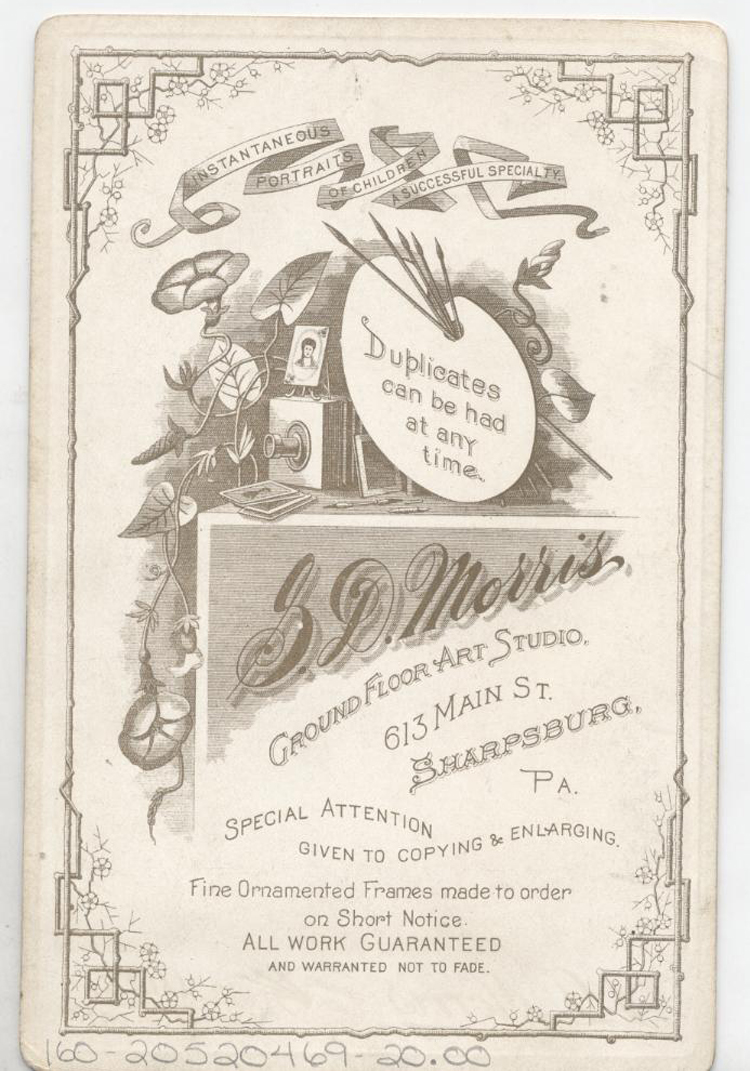 INSTANTANEOUS
PORTRAITS
OF CHILDREN
A SUCCESSFUL SPECIALTY.
Duplicates
can be had
at any
time.
D. Morris
GROUND FLOOR ART STUDIO,
613 MAIN ST.
SHARPSBURG,
PA.
SPECIAL ATTENTION
GIVEN TO COPYING & ENLARGING.
Fine Ornamented Frames made to order
on Short Notice.
ALL WORK GUARANTEED
AND WARRANTED NOT TO FADE.
160-20520469-20.00